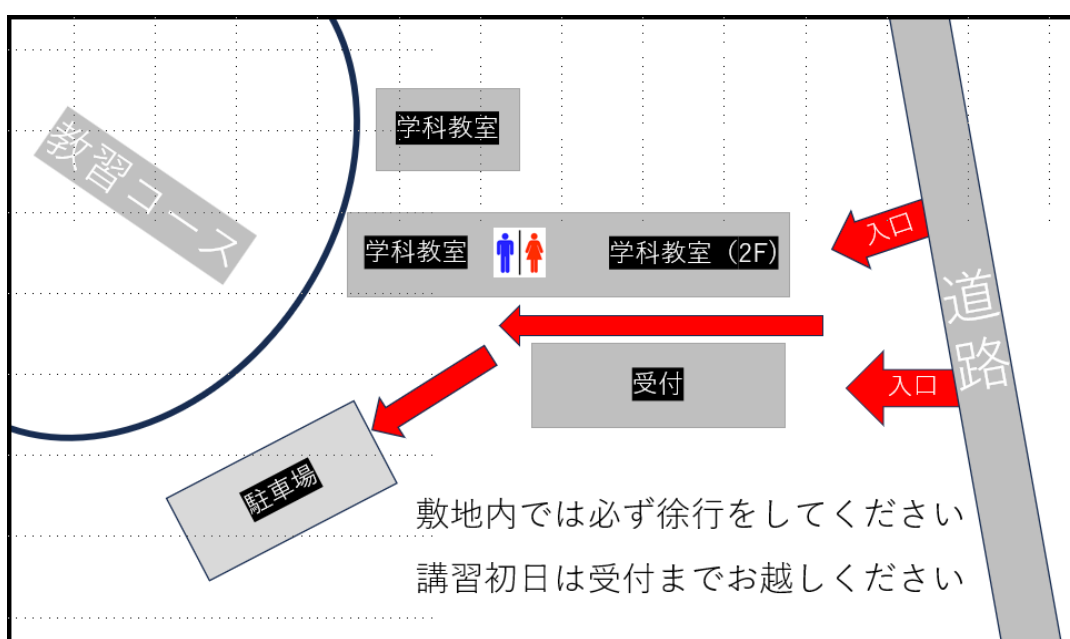 学科教室
教習コース
学科教室
学科教室（2F)
入口
道路
受付
入口
駐車場
敷地内では必ず徐行をしてください
講習初日は受付までお越しください